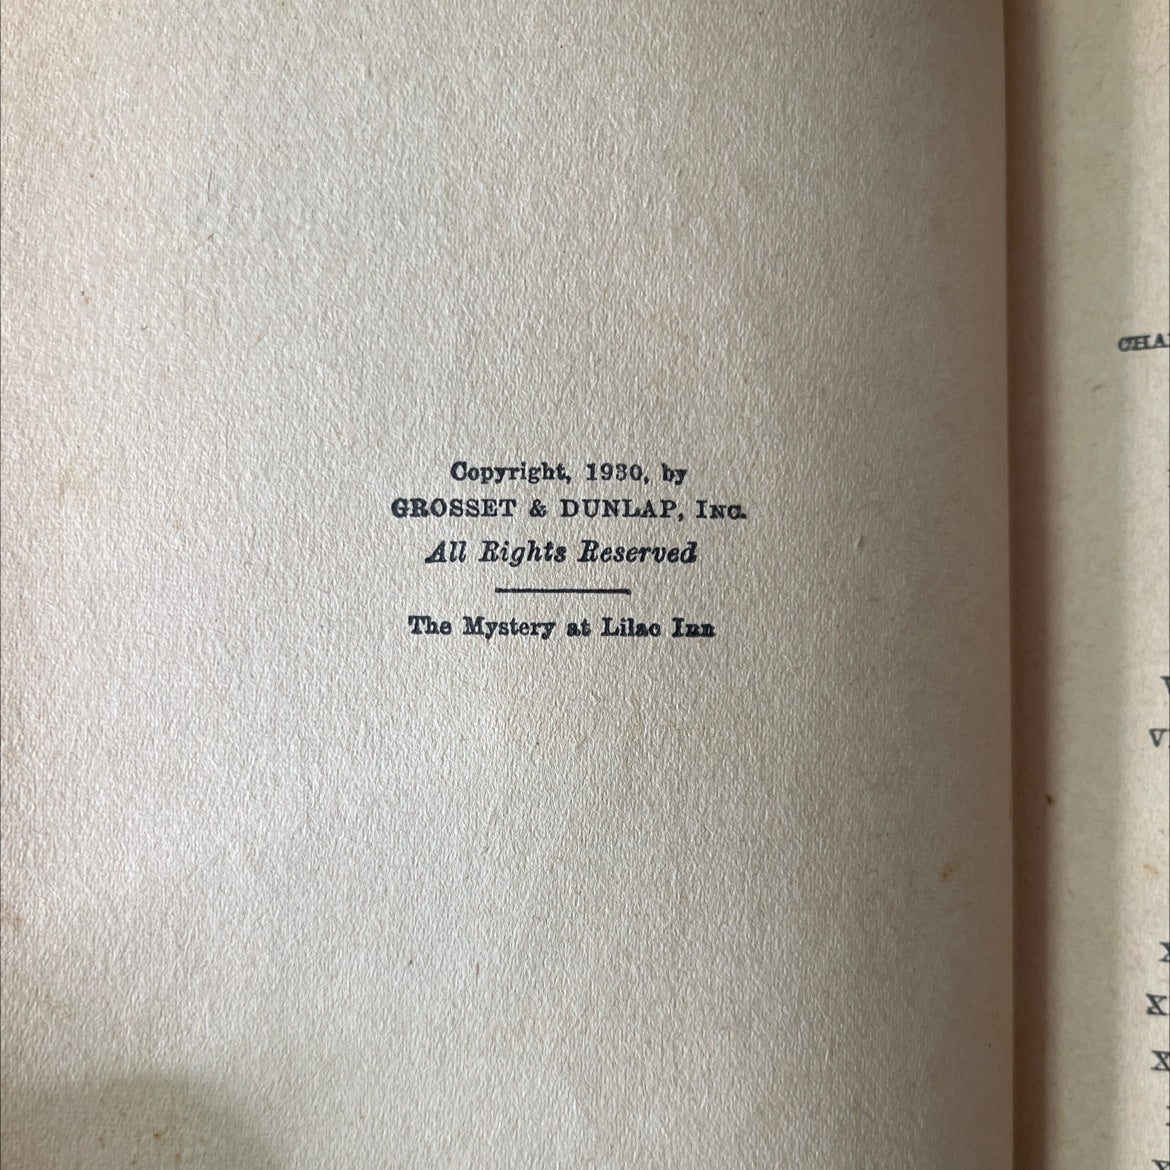 Copyright, 1930, by
GROSSET & DUNLAP, INC.
All Rights Reserved
The Mystery at Lilac Inn